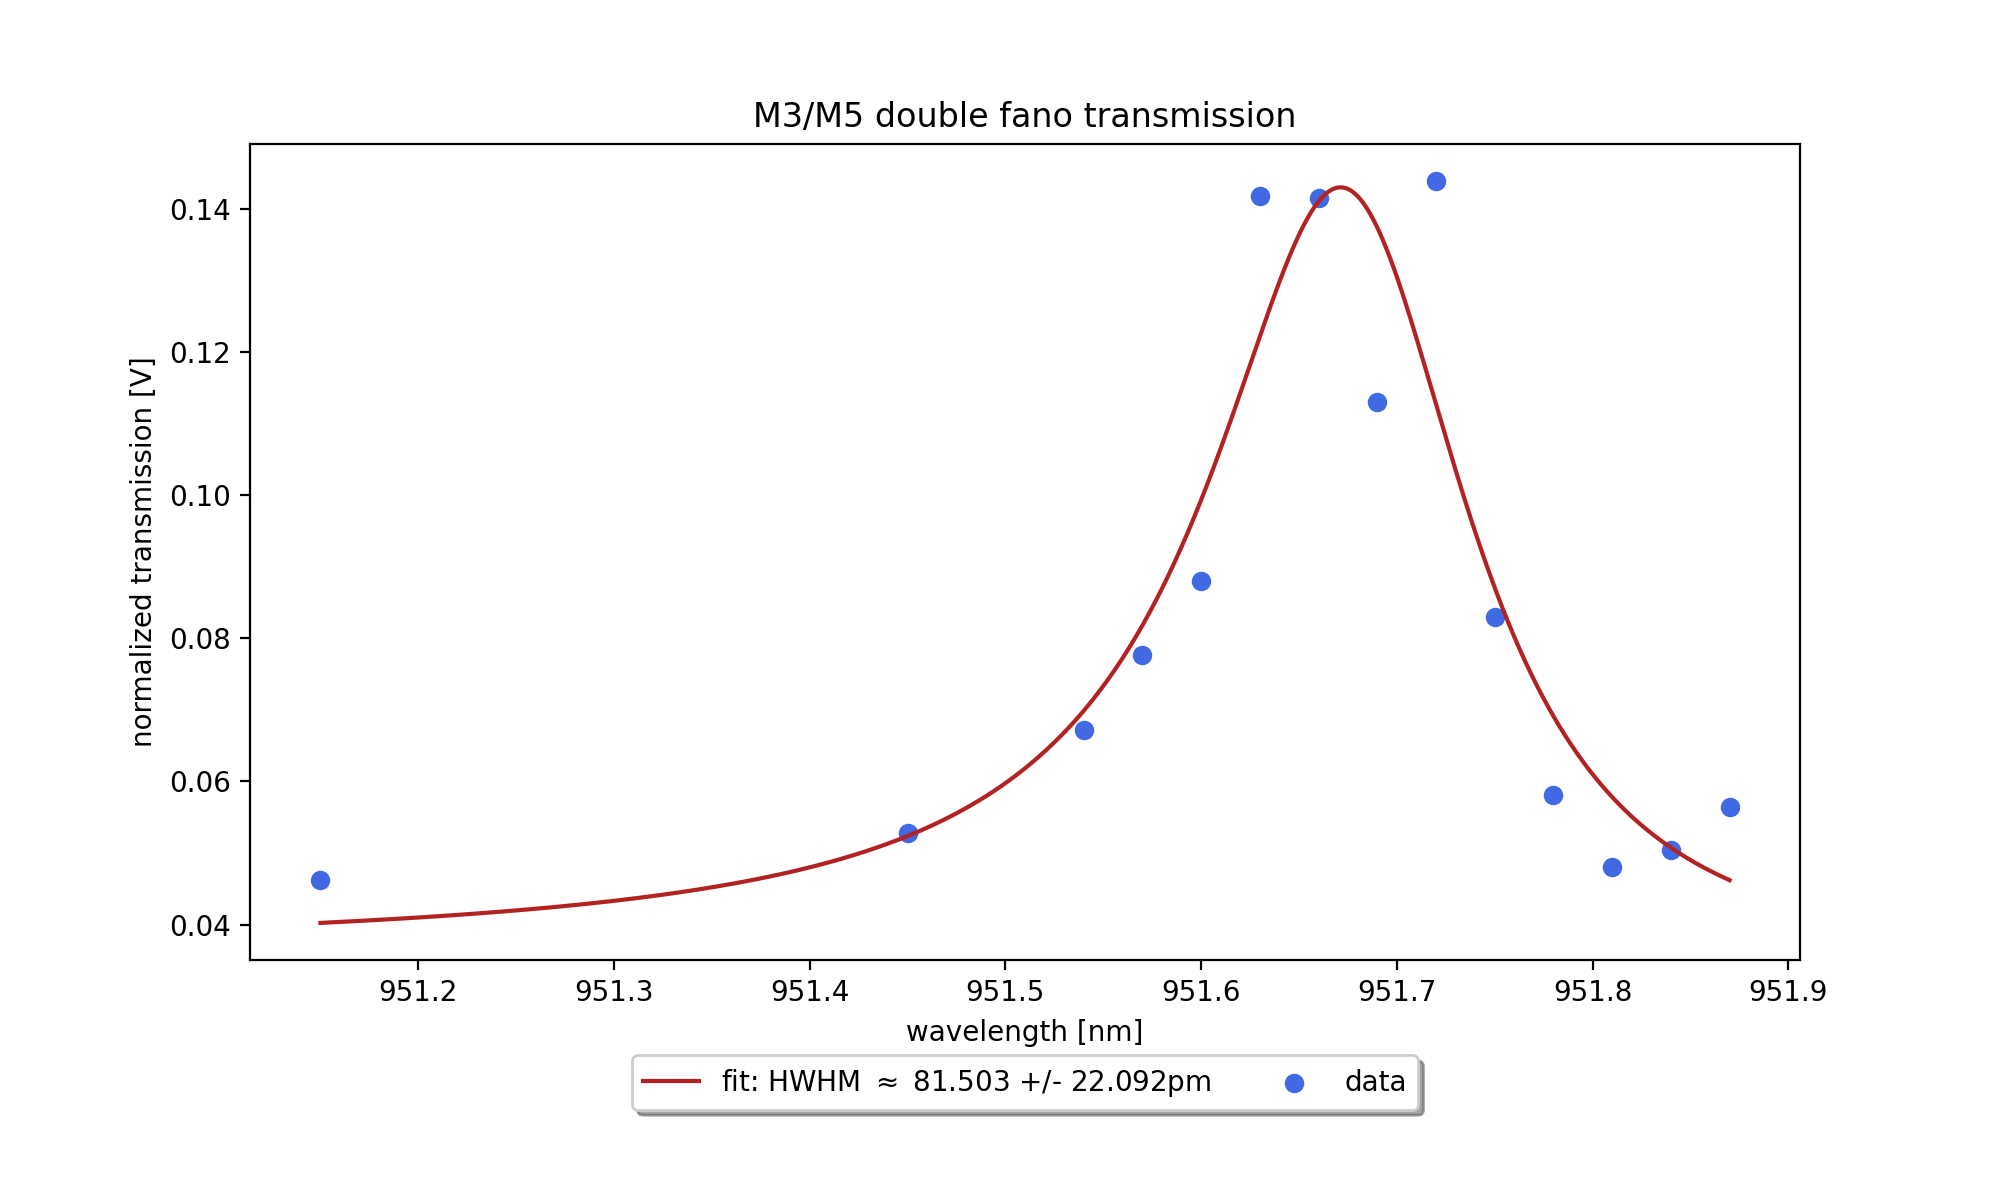 M3/M5 double fano transmission
normalized transmission [V]
0.14
0.12
0.10
0.08
0.06
0.04
951.2 951.3 951.4 951.5 951.6 951.7 951.8 951.9
wavelength [nm]
fit: HWHM ≈ 81.503 +/- 22.092pm data